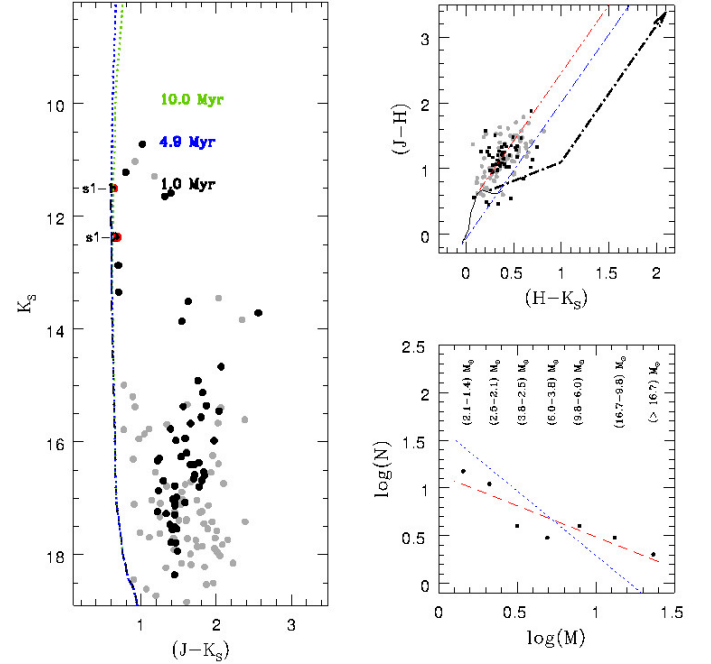 10.0 Myr
4.9 Myr
1.0 Myr
s1-1
s1-
10
12
14
16
18
K_S
1
2
3
(J-K_S)
3
2
1
0
(J-H)
0
0.5
1
1.5
2
(H-K_S)
2.5
2
1.5
1
0.5
0
log(N)
(2.1-1.4) M⊙
(2.5-2.1) M⊙
(3.8-2.5) M⊙
(6.0-3.8) M⊙
(9.8-6.0) M⊙
(16.7-9.8) M⊙
(> 16.7) M⊙
0
0.5
1
1.5
log(M)